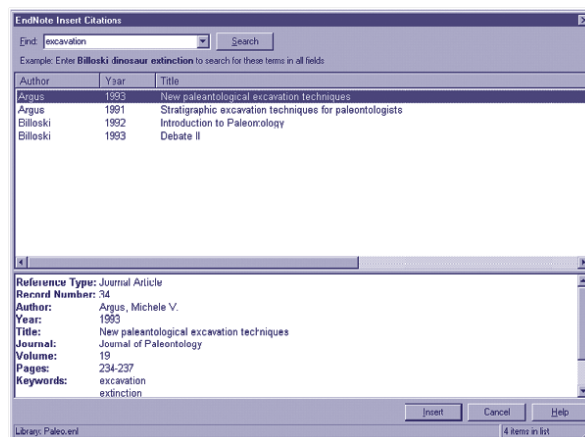 EndNote Insert Citations
Find: excavation Search
Example: Enter Billoski dinosaur extinction to search for these terms in all fields
Author Year Title
Argus 1993 New paleantological excavation techniques
Argus 1991 Stratigraphic excavation techniques for paleontologists
Billoski 1992 Introduction to Paleontology
Billoski 1993 Debate II
Reference Type: Journal Article
Record Number: 34
Author: Argus, Michele V.
Year: 1993
Title: New paleantological excavation techniques
Journal: Journal of Paleontology
Volume: 19
Pages: 234-237
Keywords: excavation
extinction
Insert Cancel Help
Library: Paleo.enl 4 items in list